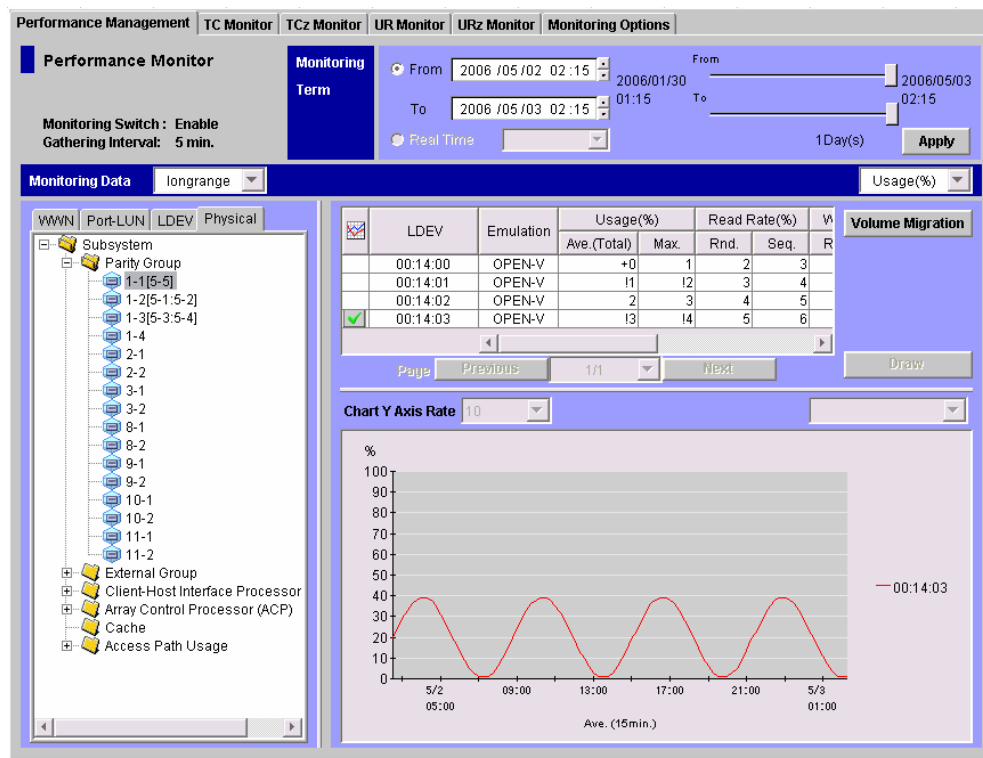 Performance Management TC Monitor TCz Monitor UR Monitor URz Monitor Monitoring Options
Performance Monitor
Monitoring Switch : Enable
Gathering Interval: 5 min.
Monitoring
Term
From 2006 /05/02 02 :15
To 2006 /05/03 02 :15
Real Time
2006/01/30
01:15
From
To
2006/05/03
02:15
1Day(s) Apply
Monitoring Data longrange Usage(%)
WWN Port-LUN LDEV Physical
Subsystem
Parity Group
1-1[5-5]
1-2[5-1:5-2]
1-3[5-3:5-4]
1-4
2-1
2-2
3-1
3-2
8-1
8-2
9-1
9-2
10-1
10-2
11-1
11-2
External Group
Client-Host Interface Processor
Array Control Processor (ACP)
Cache
Access Path Usage
LDEV Emulation Usage(%) Read Rate(%) W
Ave.(Total) Max. Rnd. Seq. R
00:14:00 OPEN-V +0 1 2 3
00:14:01 OPEN-V !1 !2 3 4
00:14:02 OPEN-V 2 3 4 5
00:14:03 OPEN-V !3 !4 5 6
Volume Migration
Page Previous 1/1 Next
Draw
Chart Y Axis Rate 10
%
100
90
80
70
60
50
40
30
20
10
0
5/2 09:00 13:00 17:00 21:00 5/3
05:00 01:00
Ave. (15min.)
00:14:03